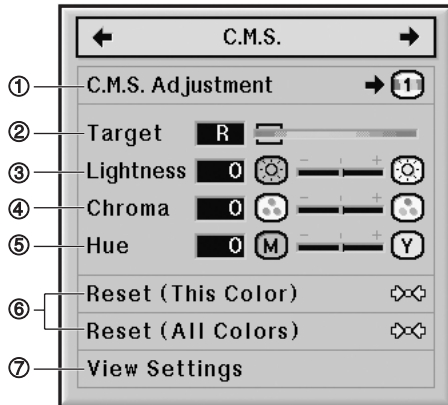 C.M.S.
① C.M.S. Adjustment 1
② Target R
③ Lightness 0 − +
④ Chroma 0 − +
⑤ Hue 0 M − + Y
⑥ Reset (This Color)
Reset (All Colors)
⑦ View Settings